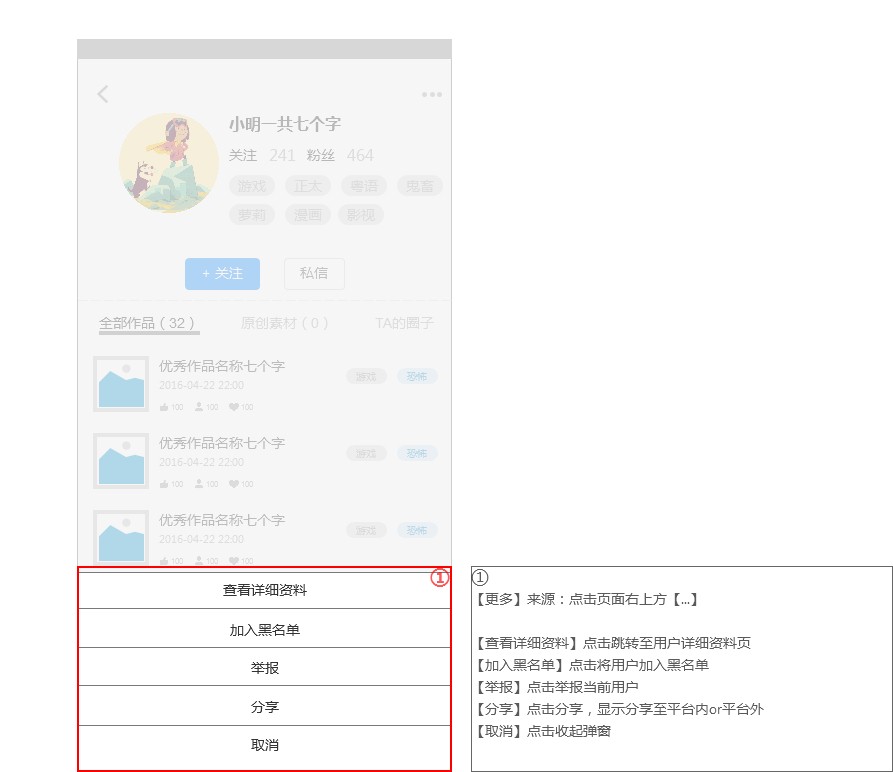 小明一共七个字
关注 241 粉丝 464
游戏 正太 粤语 鬼畜
萝莉 漫画 影视
+ 关注 私信
全部作品（32） 原创素材（0） TA的圈子
优秀作品名称七个字
2016-04-22 22:00 游戏 恐怖
100 100 100
优秀作品名称七个字
2016-04-22 22:00 游戏 恐怖
100 100 100
优秀作品名称七个字
2016-04-22 22:00 游戏 恐怖
100 100 100
①
查看详细资料
加入黑名单
举报
分享
取消
①
【更多】来源：点击页面右上方【...】
【查看详细资料】点击跳转至用户详细资料页
【加入黑名单】点击将用户加入黑名单
【举报】点击举报当前用户
【分享】点击分享，显示分享至平台内or平台外
【取消】点击收起弹窗